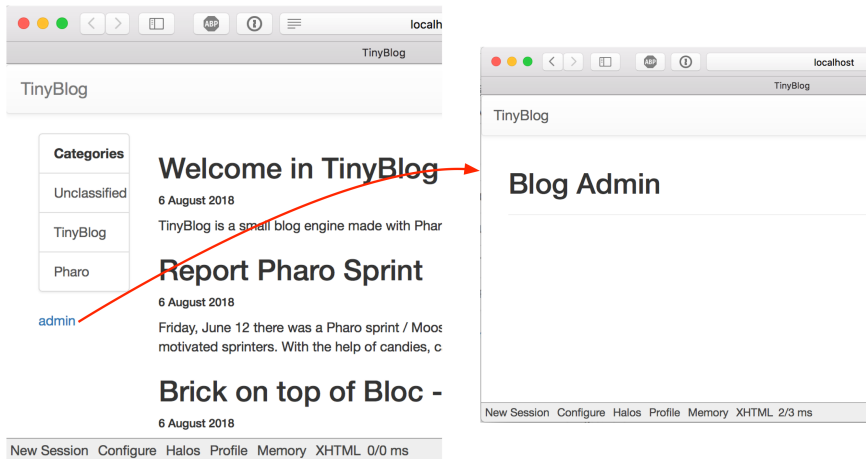 ABP
localh
TinyBlog
TinyBlog
Categories
Unclassified
TinyBlog
Pharo
admin
Welcome in TinyBlog
6 August 2018
TinyBlog is a small blog engine made with Phar
Report Pharo Sprint
6 August 2018
Friday, June 12 there was a Pharo sprint / Moos
motivated sprinters. With the help of candies, c
Brick on top of Bloc -
6 August 2018
New Session Configure Halos Profile Memory XHTML 0/0 ms
ABP
localhost
TinyBlog
TinyBlog
Blog Admin
New Session Configure Halos Profile Memory XHTML 2/3 ms